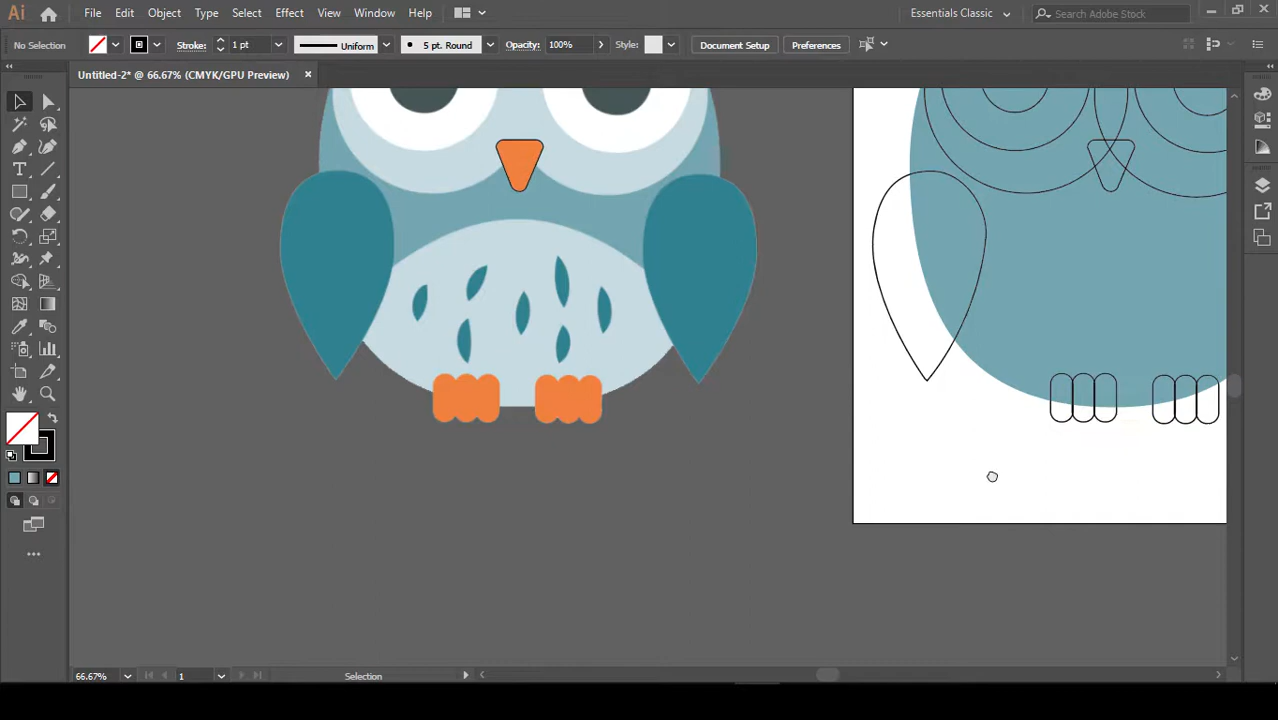 Ai File Edit Object Type Select Effect View Window Help Essentials Classic Search Adobe Stock
No Selection Stroke: 1 pt Uniform 5 pt. Round Opacity: 100% Style: Document Setup Preferences
Untitled-2* @ 66.67% (CMYK/GPU Preview)
66.67% 1 Selection